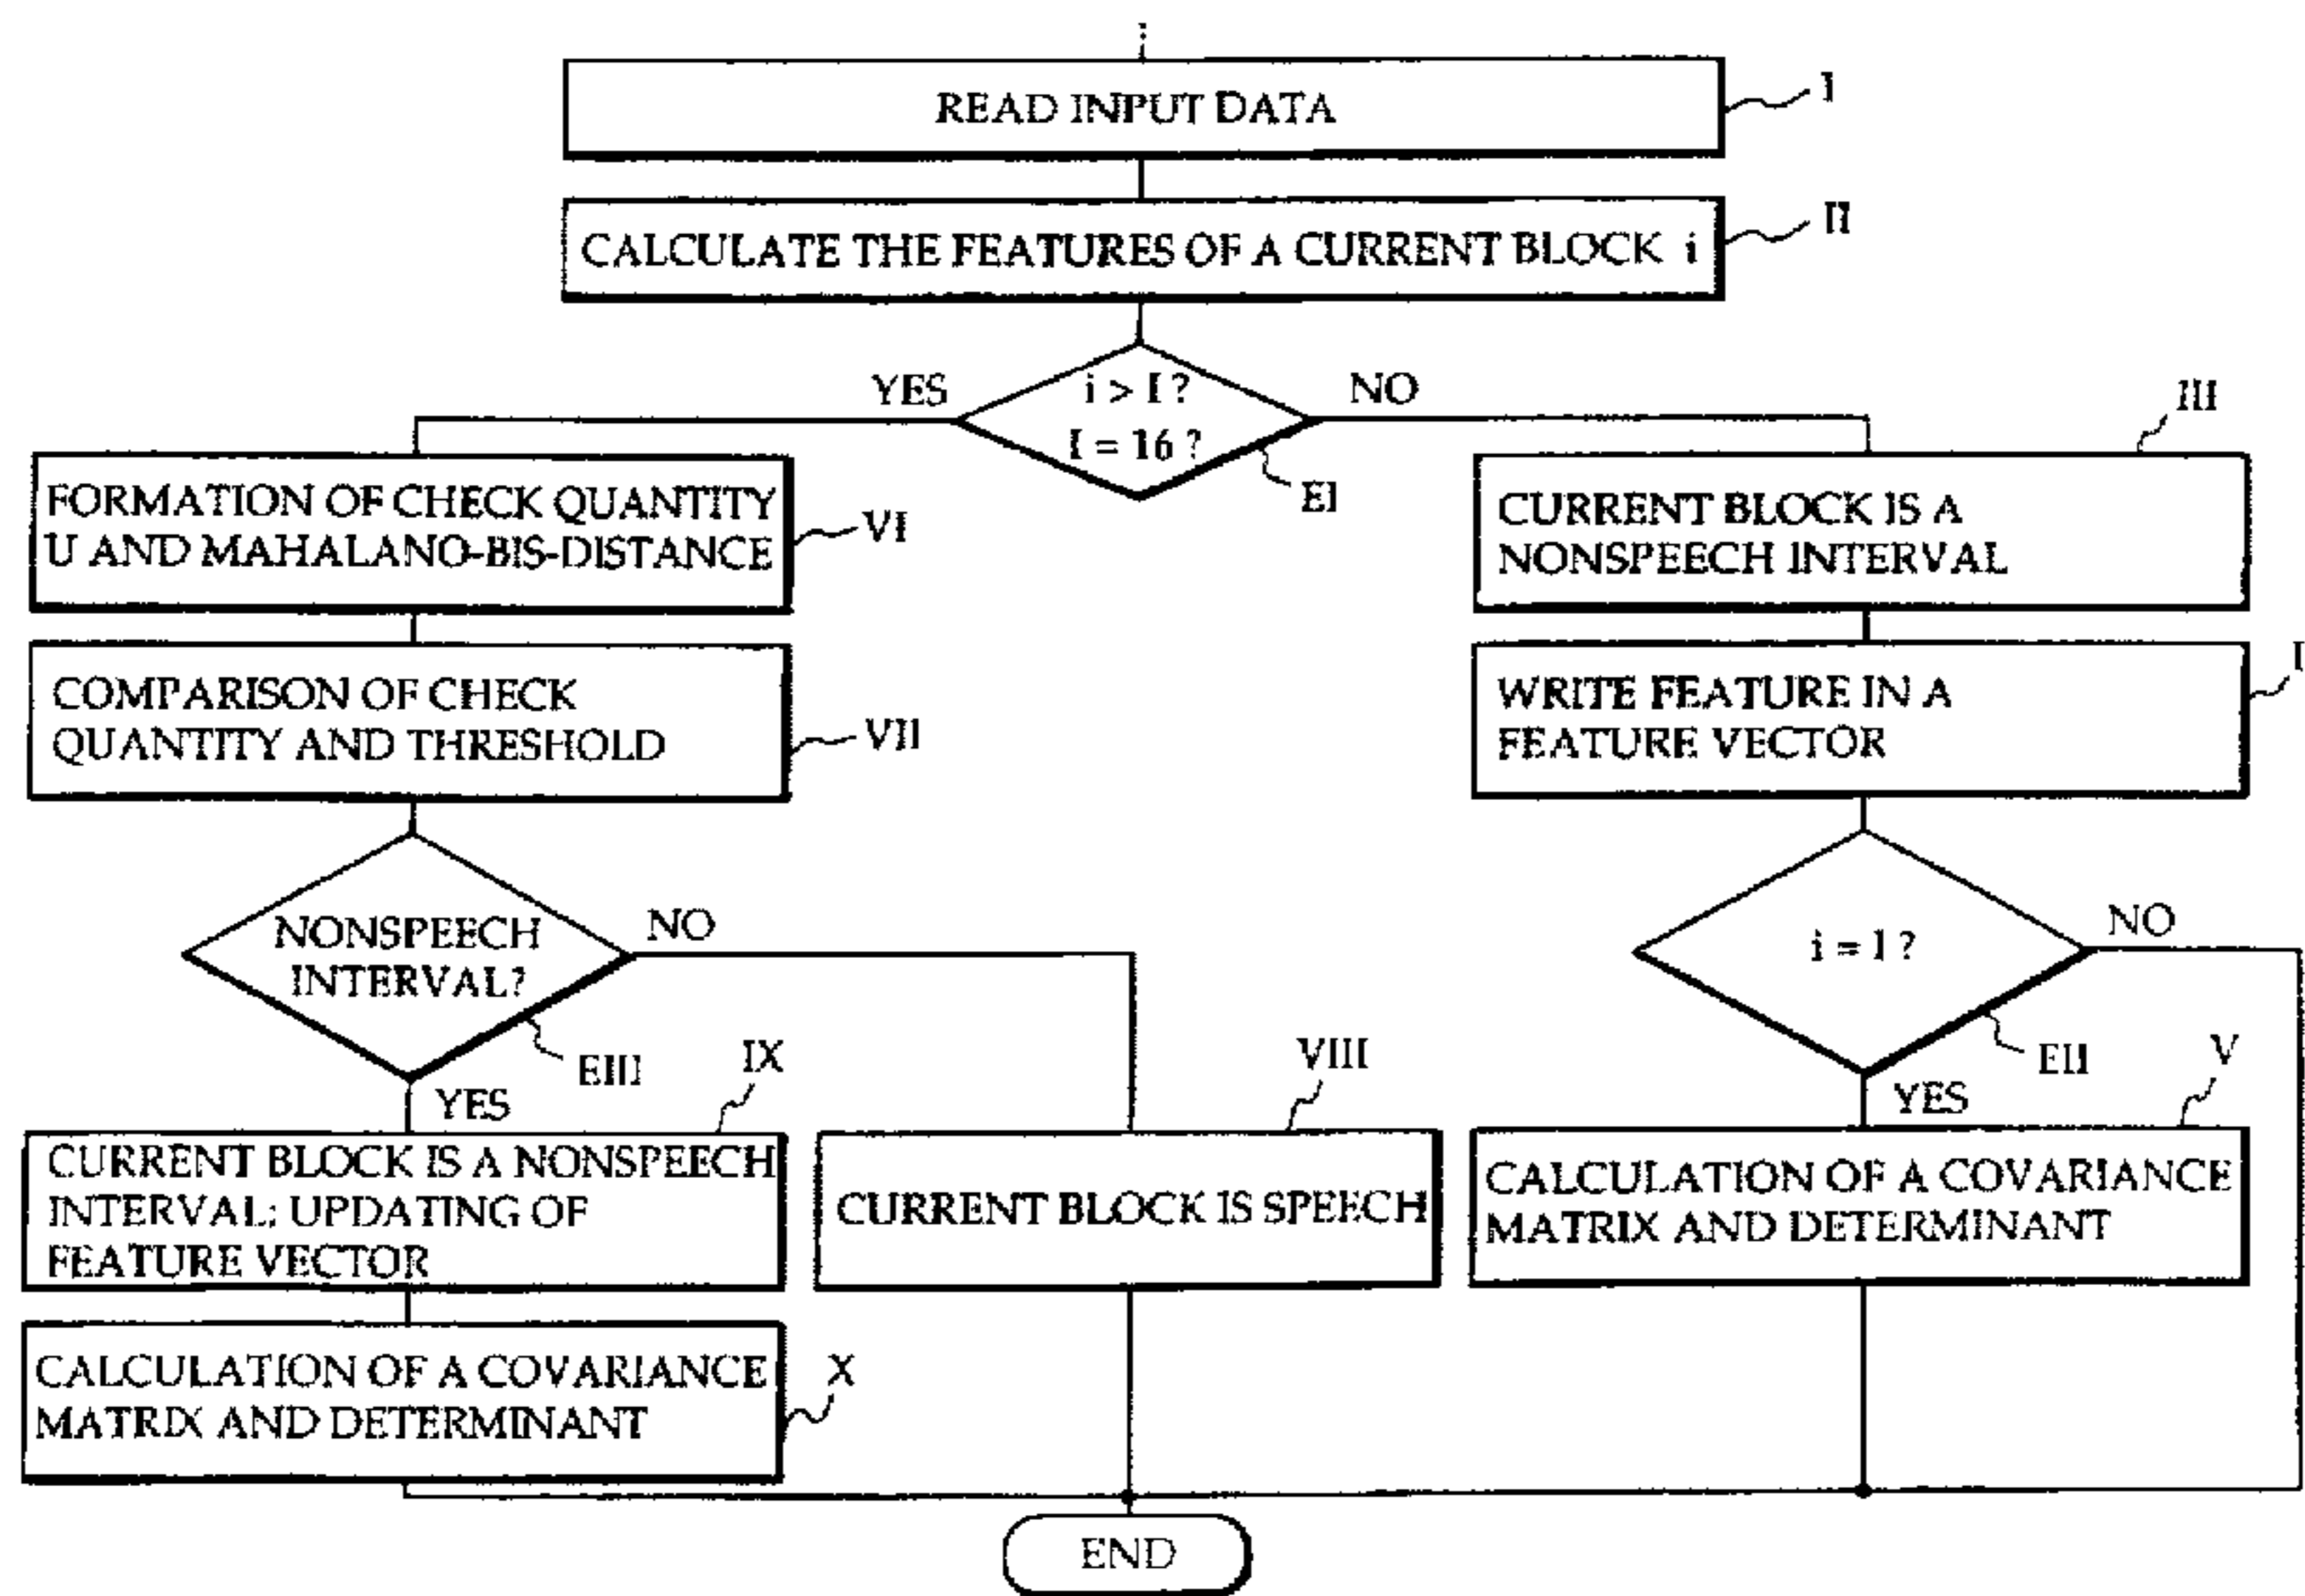 READ INPUT DATA
I
CALCULATE THE FEATURES OF A CURRENT BLOCK i
II
i > I ?
I = 16 ?
YES
NO
EI
III
FORMATION OF CHECK QUANTITY
U AND MAHALANO-BIS-DISTANCE
VI
CURRENT BLOCK IS A
NONSPEECH INTERVAL
COMPARISON OF CHECK
QUANTITY AND THRESHOLD
VII
WRITE FEATURE IN A
FEATURE VECTOR
I
NONSPEECH
INTERVAL?
NO
EIII
YES
i = I ?
NO
EII
YES
IX
CURRENT BLOCK IS A NONSPEECH
INTERVAL; UPDATING OF
FEATURE VECTOR
VIII
CURRENT BLOCK IS SPEECH
V
CALCULATION OF A COVARIANCE
MATRIX AND DETERMINANT
CALCULATION OF A COVARIANCE
MATRIX AND DETERMINANT
X
END